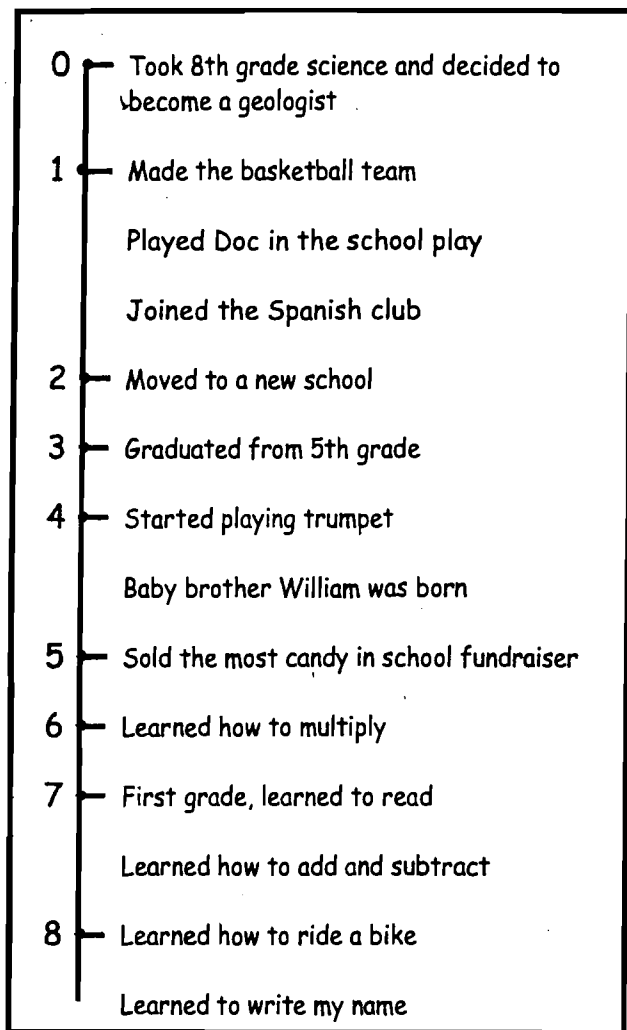 0 Took 8th grade science and decided to
become a geologist
1 Made the basketball team
Played Doc in the school play
Joined the Spanish club
2 Moved to a new school
3 Graduated from 5th grade
4 Started playing trumpet
Baby brother William was born
5 Sold the most candy in school fundraiser
6 Learned how to multiply
7 First grade, learned to read
Learned how to add and subtract
8 Learned how to ride a bike
Learned to write my name